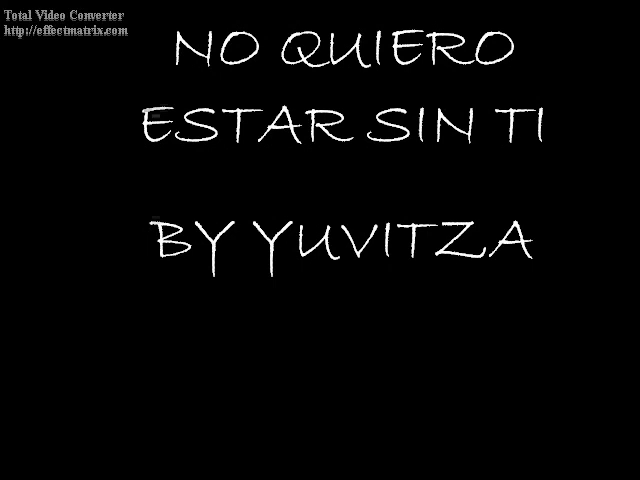 Total Video Converter
http://effectmatrix.com
NO QUIERO
ESTAR SIN TI
BY YUVITZA